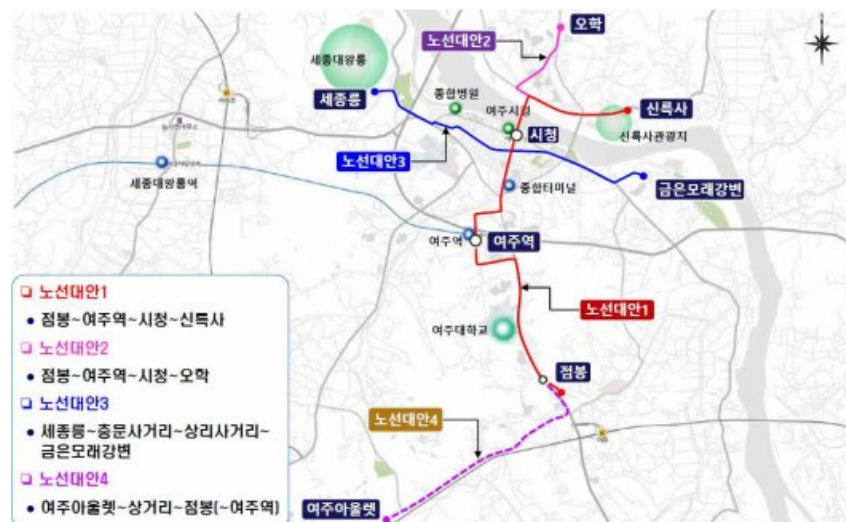 오학
노선대안2
세종대왕릉
종합병원
세종릉
여주시청
신륵사
시청
신륵사관광지
노선대안3
세종대왕릉역
종합터미널
금은모래강변
여주역
여주역
노선대안1
여주대학교
점봉
노선대안4
여주아울렛
❑ 노선대안1
● 점봉~여주역~시청~신륵사
❑ 노선대안2
● 점봉~여주역~시청~오학
❑ 노선대안3
● 세종릉~충문사거리~상리사거리~
금은모래강변
❑ 노선대안4
● 여주아울렛~상거리~점봉(~여주역)